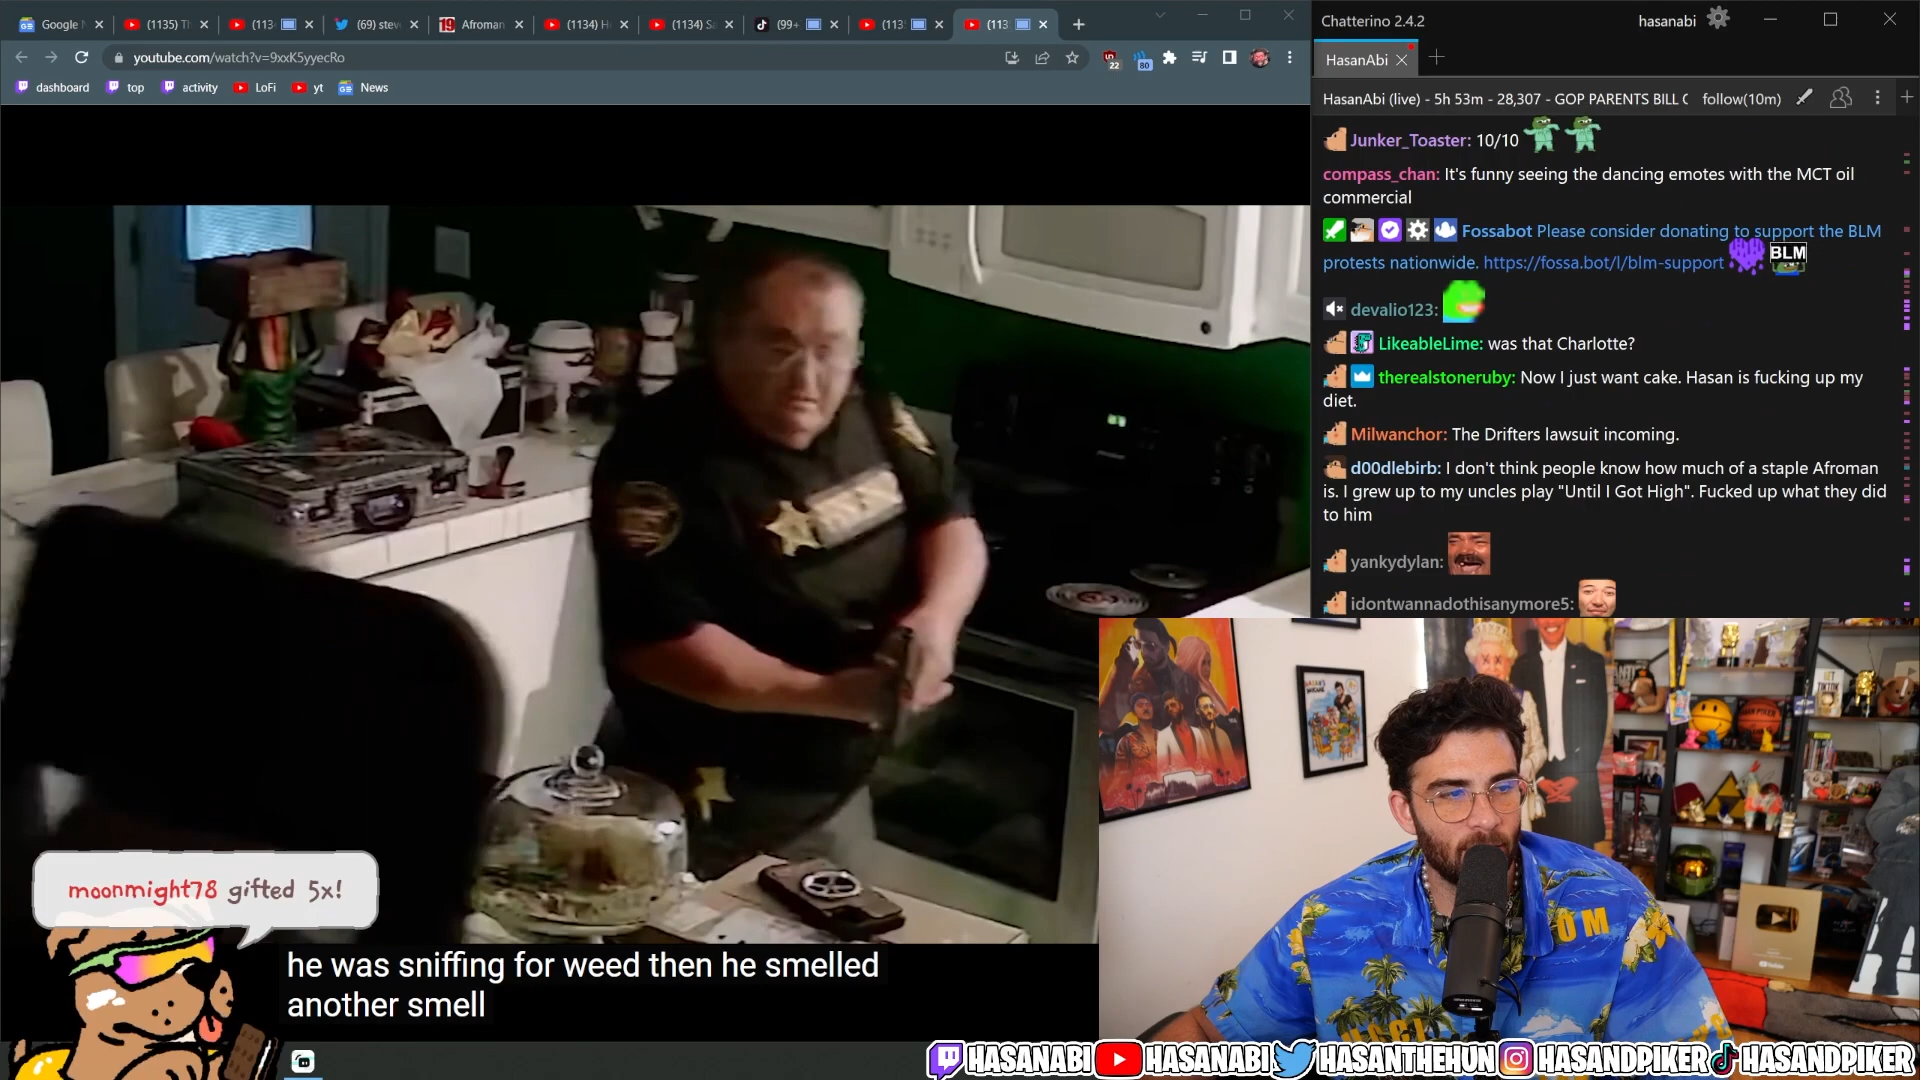 Google N
(1135) Th
(113
(69) stev
Afroman
(1134) H
(1134) Sa
(99+
(113
(113
youtube.com/watch?v=9xxK5yyecRo
22
80
dashboard
top
activity
LoFi
yt
News
Chatterino 2.4.2
hasanabi
HasanAbi
HasanAbi (live) - 5h 53m - 28,307 - GOP PARENTS BILL
follow(10m)
Junker_Toaster: 10/10
compass_chan: It's funny seeing the dancing emotes with the MCT oil
commercial
Fossabot Please consider donating to support the BLM
protests nationwide. https://fossa.bot/l/blm-support BLM
devalio123:
LikeableLime: was that Charlotte?
therealstoneruby: Now I just want cake. Hasan is fucking up my
diet.
Milwanchor: The Drifters lawsuit incoming.
d00dlebirb: I don't think people know how much of a staple Afroman
is. I grew up to my uncles play "Until I Got High". Fucked up what they did
to him
yankydylan:
idontwannadothisanymore5:
moonmight78 gifted 5x!
he was sniffing for weed then he smelled
another smell
HASANABI HASANABI HASANTHEHUN HASANDPIKER HASANDPIKER